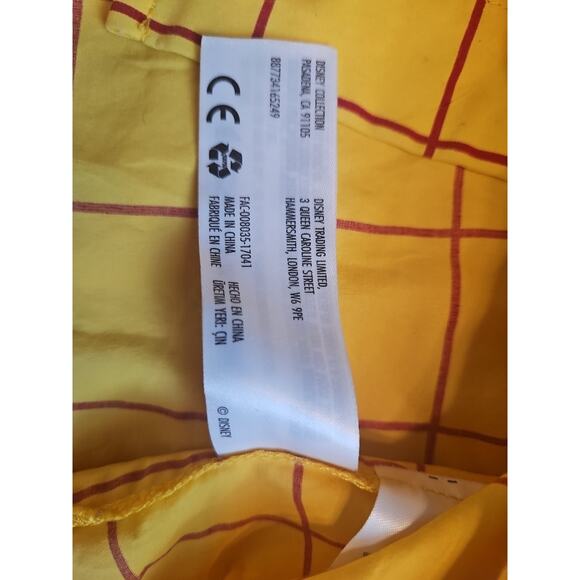 DISNEY COLLECTION
PASADENA, CA 91105
887734165249
DISNEY TRADING LIMITED,
3 QUEEN CAROLINE STREET
HAMMERSMITH, LONDON, W6 9PE
CE
FAC-008035-17041
MADE IN CHINA
FABRIQUÉ EN CHINE
HECHO EN CHINA
ÜRETIM YERI: ÇIN
© DISNEY